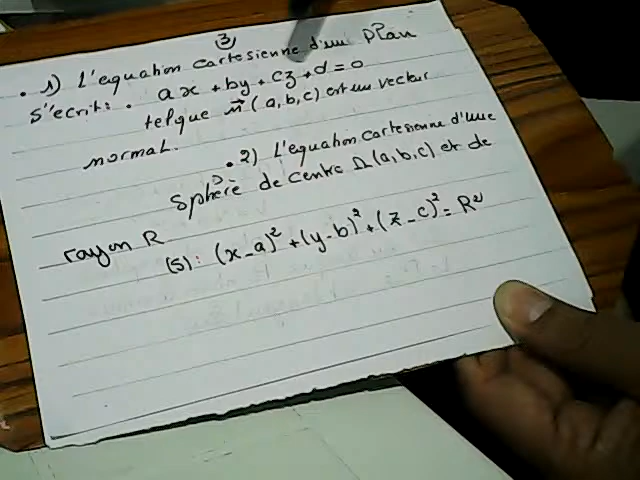 ③
• 1) L'equation cartesienne d'un plan
s'ecrit: • ax + by + cz + d = 0
telque n⃗ (a, b, c) est un vecteur
normal.
• 2) L'equation cartesienne d'une
sphère de centre Ω (a, b, c) et de
rayon R
(S): (x - a)² + (y - b)² + (z - c)² = R²